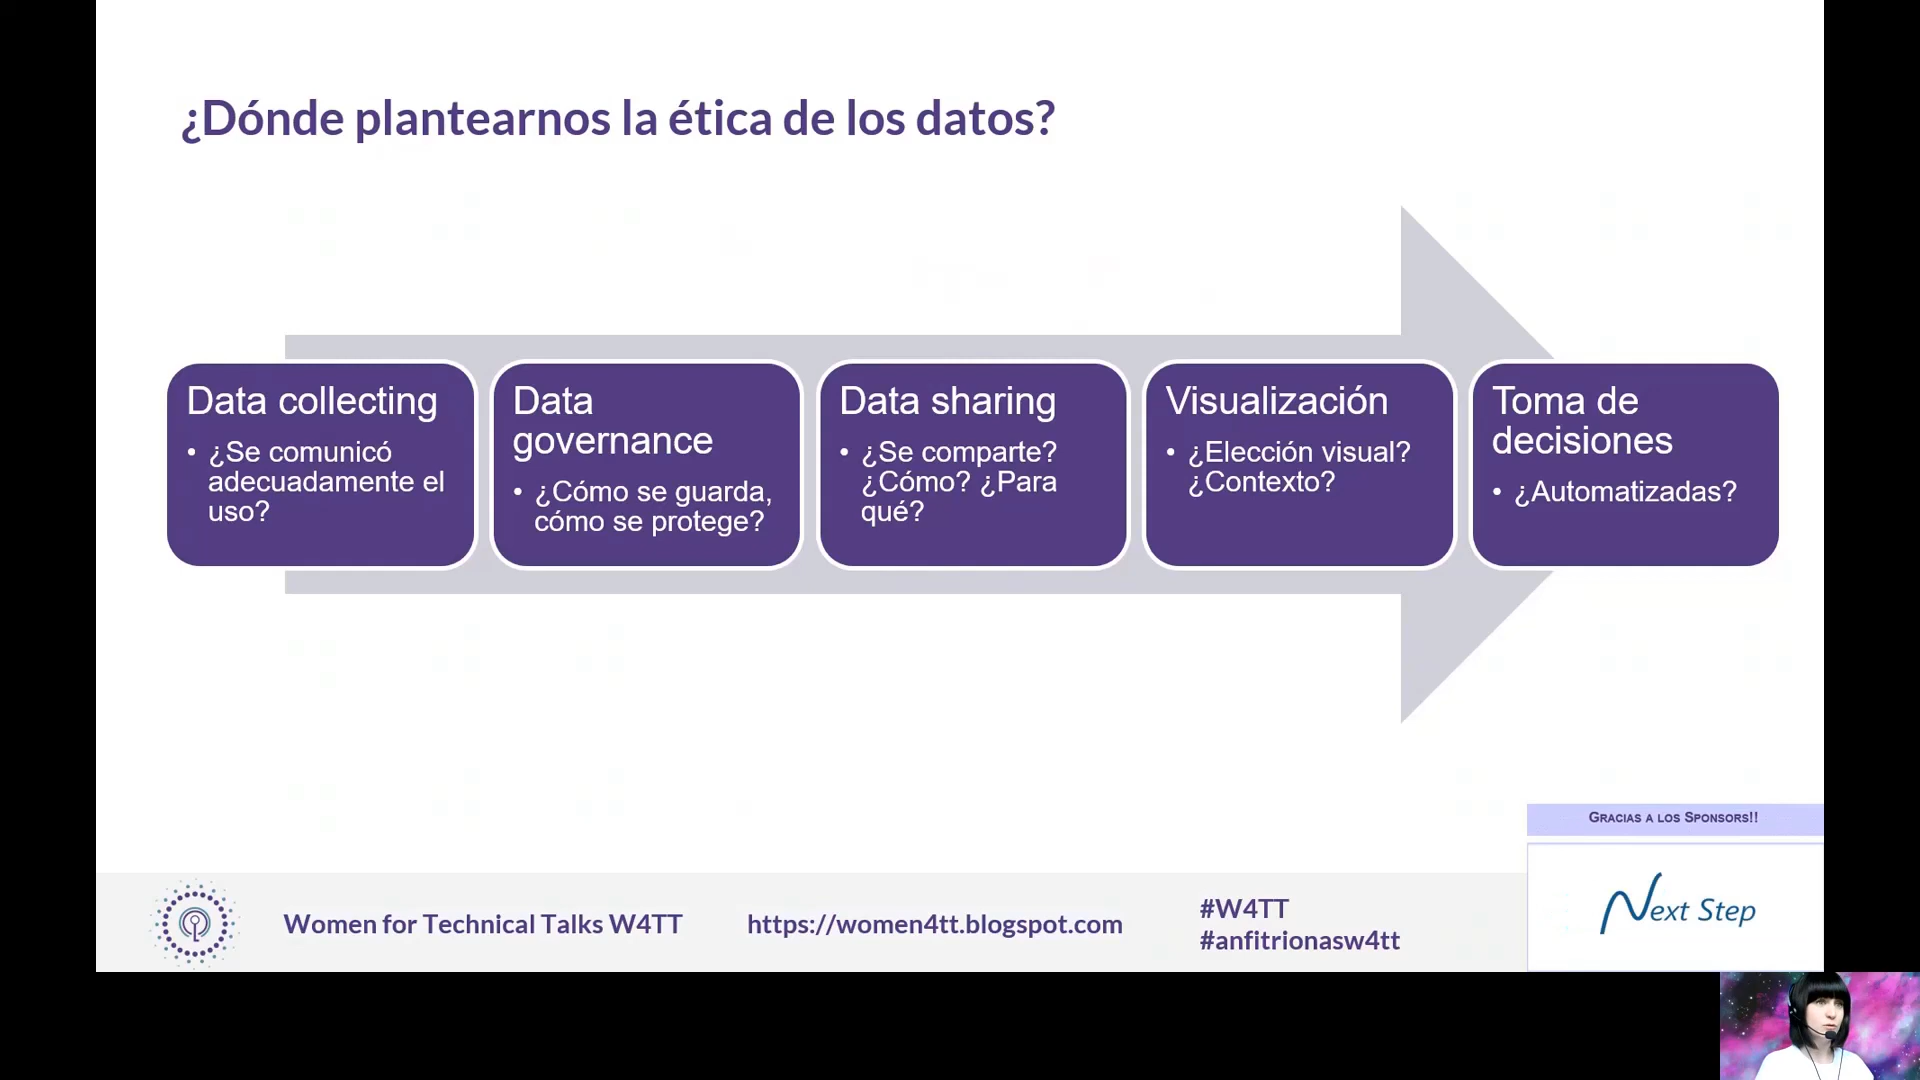 ¿Dónde plantearnos la ética de los datos?
Data collecting
• ¿Se comunicó
adecuadamente el
uso?
Data
governance
• ¿Cómo se guarda,
cómo se protege?
Data sharing
• ¿Se comparte?
¿Cómo? ¿Para
qué?
Visualización
• ¿Elección visual?
¿Contexto?
Toma de
decisiones
• ¿Automatizadas?
GRACIAS A LOS SPONSORS!!
Next Step
Women for Technical Talks W4TT
https://women4tt.blogspot.com
#W4TT
#anfitrionasw4tt